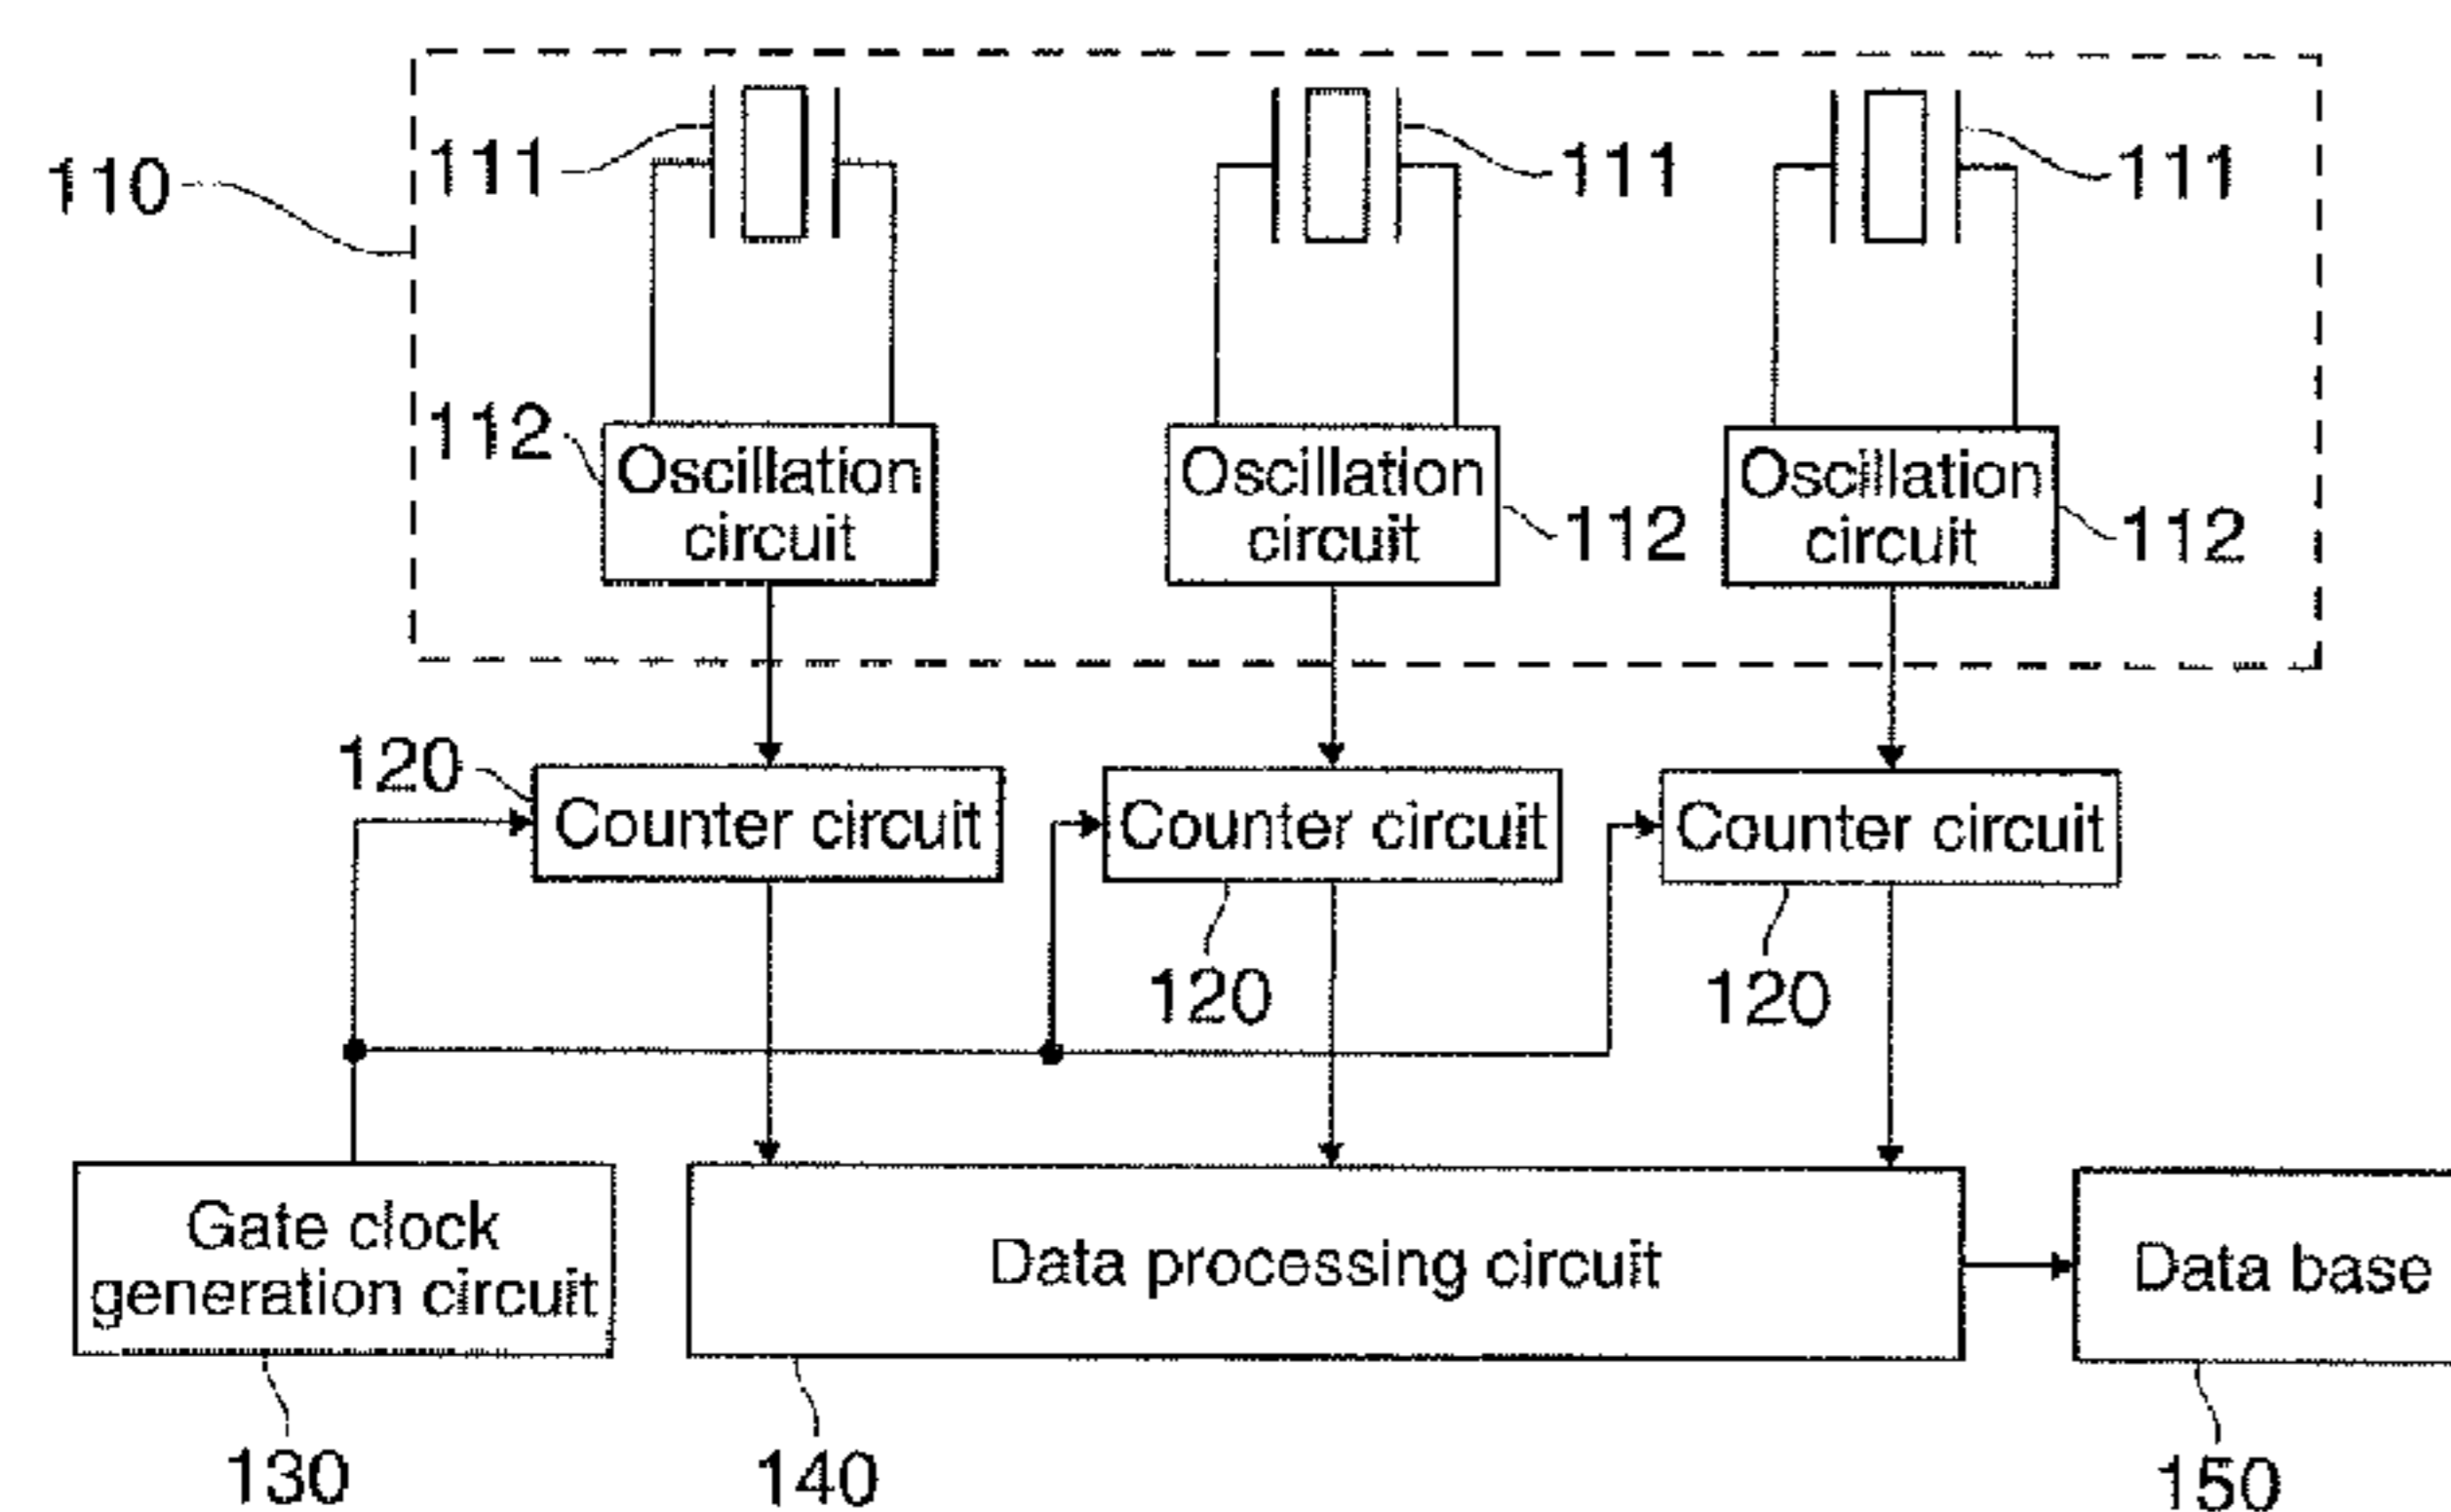 110
111
111
111
112
Oscillation
circuit
Oscillation
circuit
112
Oscillation
circuit
112
120
Counter circuit
Counter circuit
Counter circuit
120
120
Gate clock
generation circuit
Data processing circuit
Data base
130
140
150